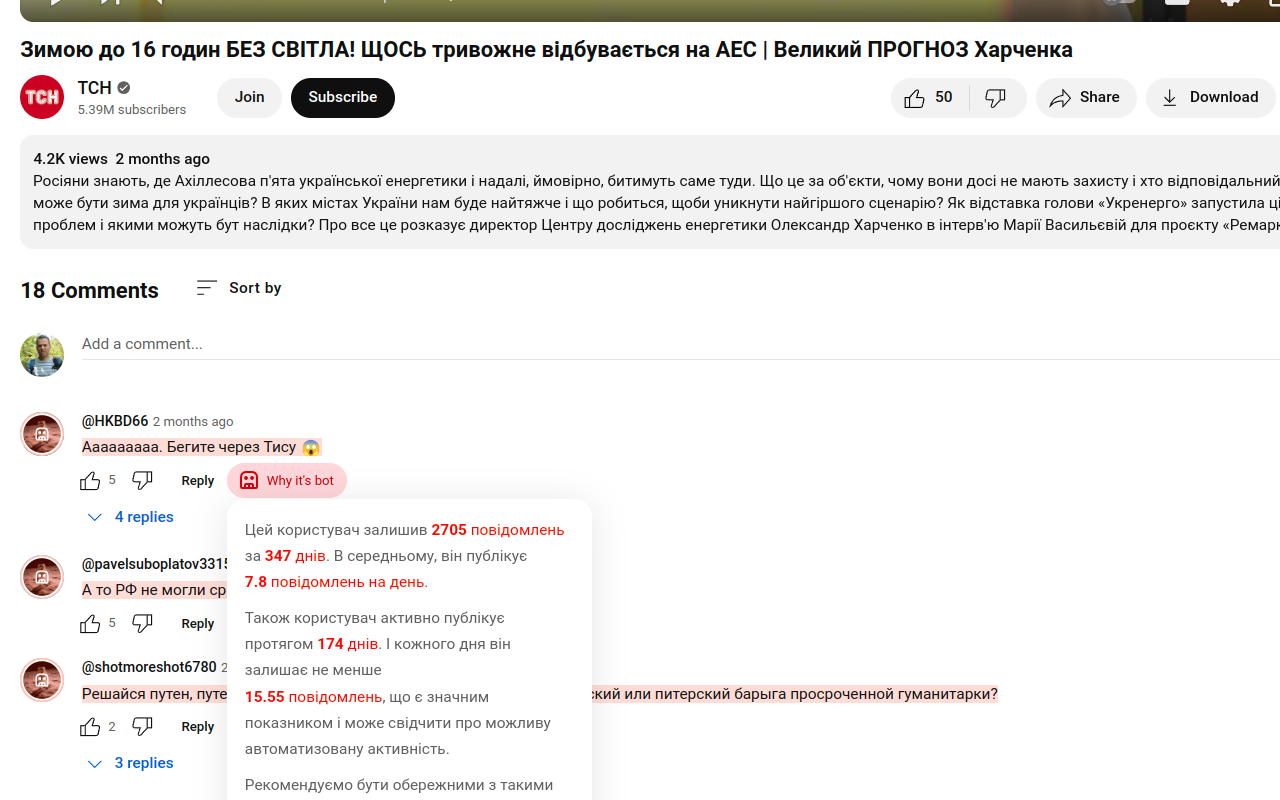 Зимою до 16 годин БЕЗ СВІТЛА! ЩОСЬ тривожне відбувається на АЕС | Великий ПРОГНОЗ Харченка
ТСН
ТСН
5.39M subscribers
Join
Subscribe
50
Share
Download
4.2K views 2 months ago
Росіяни знають, де Ахіллесова п'ята української енергетики і надалі, ймовірно, битимуть саме туди. Що це за об'єкти, чому вони досі не мають захисту і хто відповідальний
може бути зима для українців? В яких містах України нам буде найтяжче і що робиться, щоби уникнути найгіршого сценарію? Як відставка голови «Укренерго» запустила ці
проблем і якими можуть бут наслідки? Про все це розказує директор Центру досліджень енергетики Олександр Харченко в інтерв'ю Марії Васильєвій для проєкту «Ремарк
18 Comments
Sort by
Add a comment...
@HKBD66 2 months ago
Ааааааааа. Бегите через Тису 😱
5
Reply
Why it's bot
4 replies
Цей користувач залишив 2705 повідомлень
за 347 днів. В середньому, він публікує
7.8 повідомлень на день.
Також користувач активно публікує
протягом 174 днів. І кожного дня він
залишає не менше
15.55 повідомлень, що є значним
показником і може свідчити про можливу
автоматизовану активність.
Рекомендуємо бути обережними з такими
@pavelsuboplatov3315
А то РФ не могли ср
5
Reply
@shotmoreshot6780 2
Решайся путен, путе
ский или питерский барыга просроченной гуманитарки?
2
Reply
3 replies